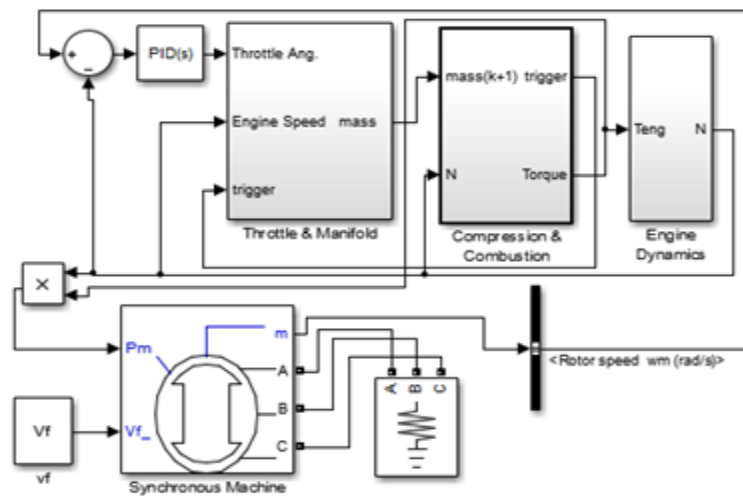 +
−
PID(s)
Throttle Ang.
Engine Speed mass
trigger
Throttle & Manifold
mass(k+1) trigger
N Torque
Compression &
Combustion
Teng N
Engine
Dynamics
×
Pm
m
A
B
C
Vf_
Synchronous Machine
Vf
vf
A B C
<Rotor speed wm (rad/s)>